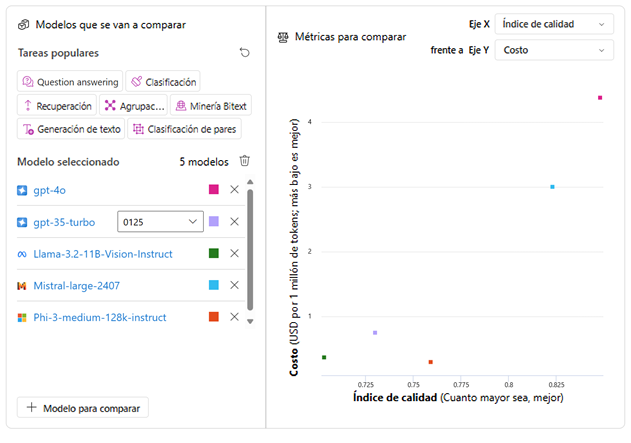 Modelos que se van a comparar
Tareas populares
Question answering
Clasificación
Recuperación
Agrupac...
Minería Bitext
Generación de texto
Clasificación de pares
Modelo seleccionado
5 modelos
gpt-4o
gpt-35-turbo
0125
Llama-3.2-11B-Vision-Instruct
Mistral-large-2407
Phi-3-medium-128k-instruct
Modelo para comparar
Métricas para comparar
Eje X
Índice de calidad
frente a Eje Y
Costo
Costo (USD por 1 millón de tokens; más bajo es mejor)
4
3
2
1
0.725
0.75
0.775
0.8
0.825
Índice de calidad (Cuanto mayor sea, mejor)